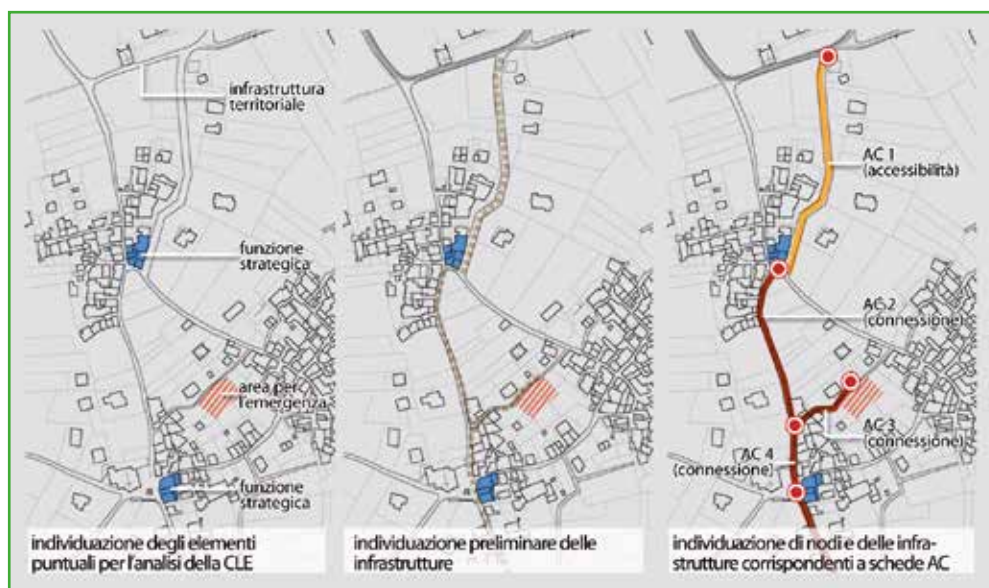 infrastruttura
territoriale
funzione
strategica
area per
l'emergenza
funzione
strategica
individuazione degli elementi
puntuali per l'analisi della CLE
individuazione preliminare delle
infrastrutture
AC 1
(accessibilità)
AC 2
(connessione)
AC 3
(connessione)
AC 4
(connessione)
individuazione di nodi e delle infra-
strutture corrispondenti a schede AC